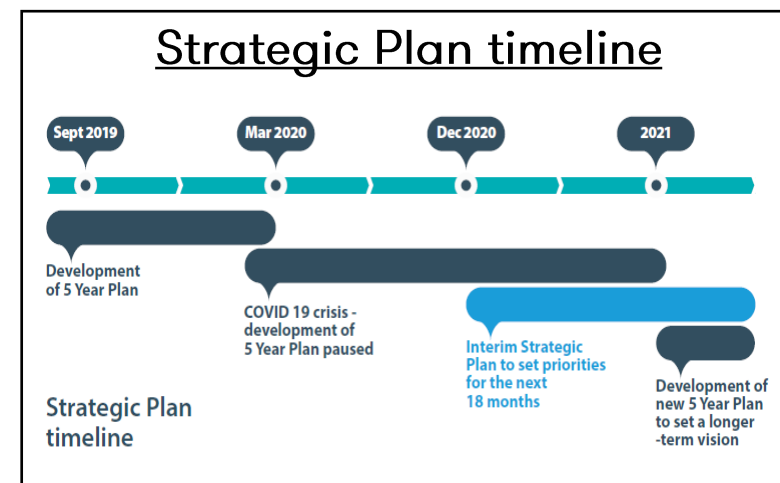 Strategic Plan timeline
Sept 2019
Mar 2020
Dec 2020
2021
Development
of 5 Year Plan
COVID 19 crisis -
development of
5 Year Plan paused
Interim Strategic
Plan to set priorities
for the next
18 months
Development of
new 5 Year Plan
to set a longer
-term vision
Strategic Plan
timeline